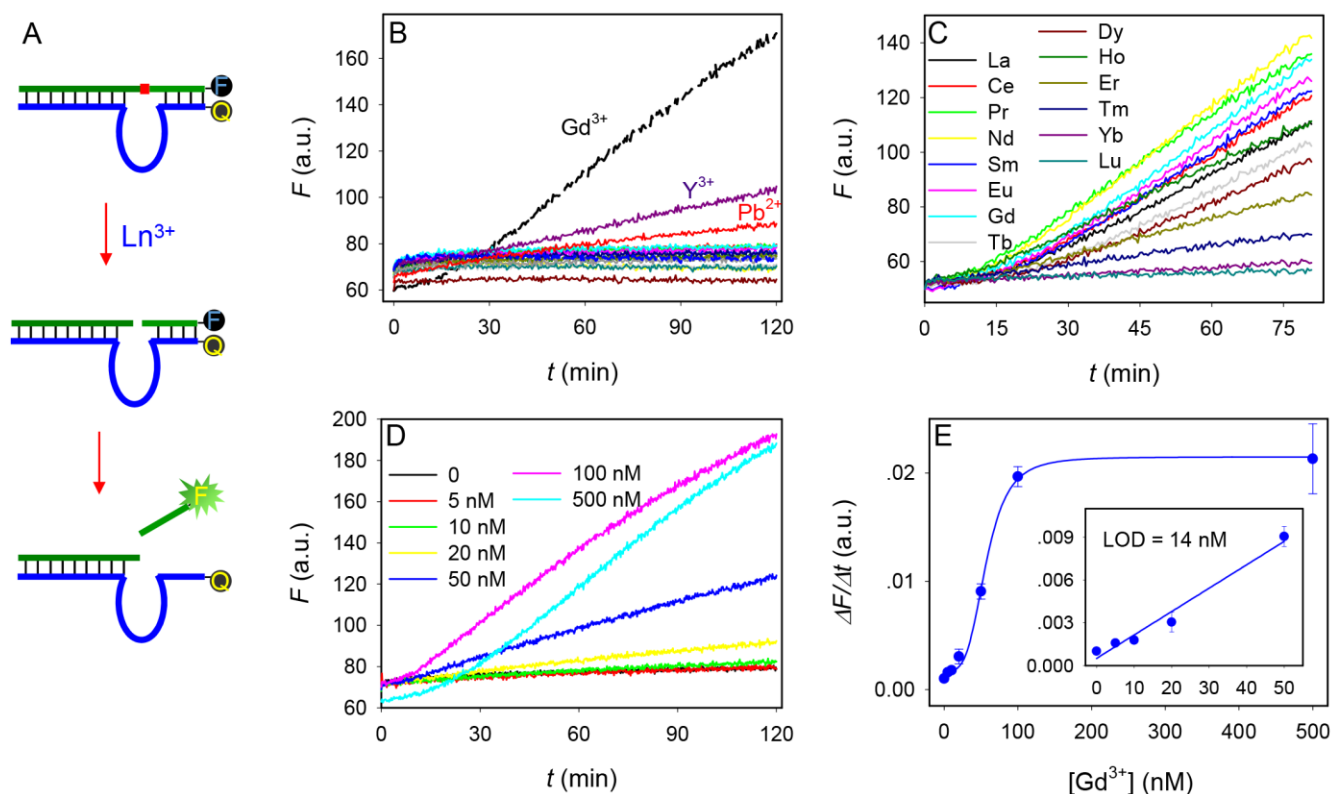 A
F
Q
Ln³⁺
F
Q
F
Q
B
F (a.u.)
160
140
120
100
80
60
Gd³⁺
Y³⁺
Pb²⁺
0 30 60 90 120
t (min)
C
F (a.u.)
140
120
100
80
60
La
Ce
Pr
Nd
Sm
Eu
Gd
Tb
Dy
Ho
Er
Tm
Yb
Lu
0 15 30 45 60 75
t (min)
D
F (a.u.)
200
180
160
140
120
100
80
60
0
5 nM
10 nM
20 nM
50 nM
100 nM
500 nM
0 30 60 90 120
t (min)
E
ΔF/Δt (a.u.)
.02
.01
0.00
LOD = 14 nM
.009
.006
.003
0.000
0 10 20 30 40 50
0 100 200 300 400 500
[Gd³⁺] (nM)